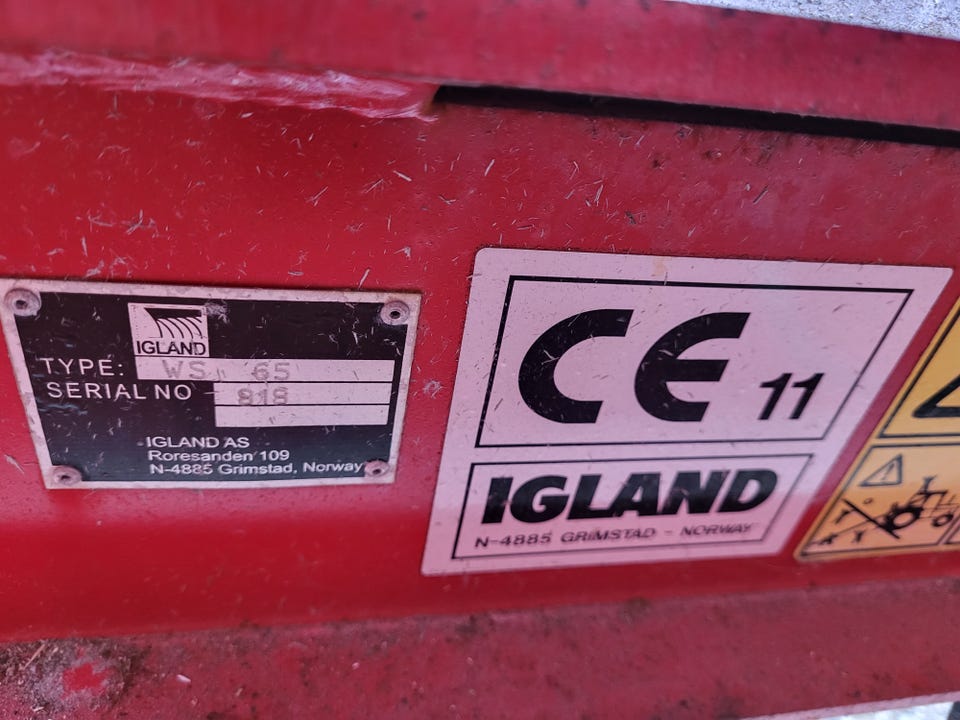 IGLAND
TYPE: WS 65
SERIAL NO 818
IGLAND AS
Roresanden 109
N-4885 Grimstad, Norway
CE 11
IGLAND
N-4885 GRIMSTAD - NORWAY